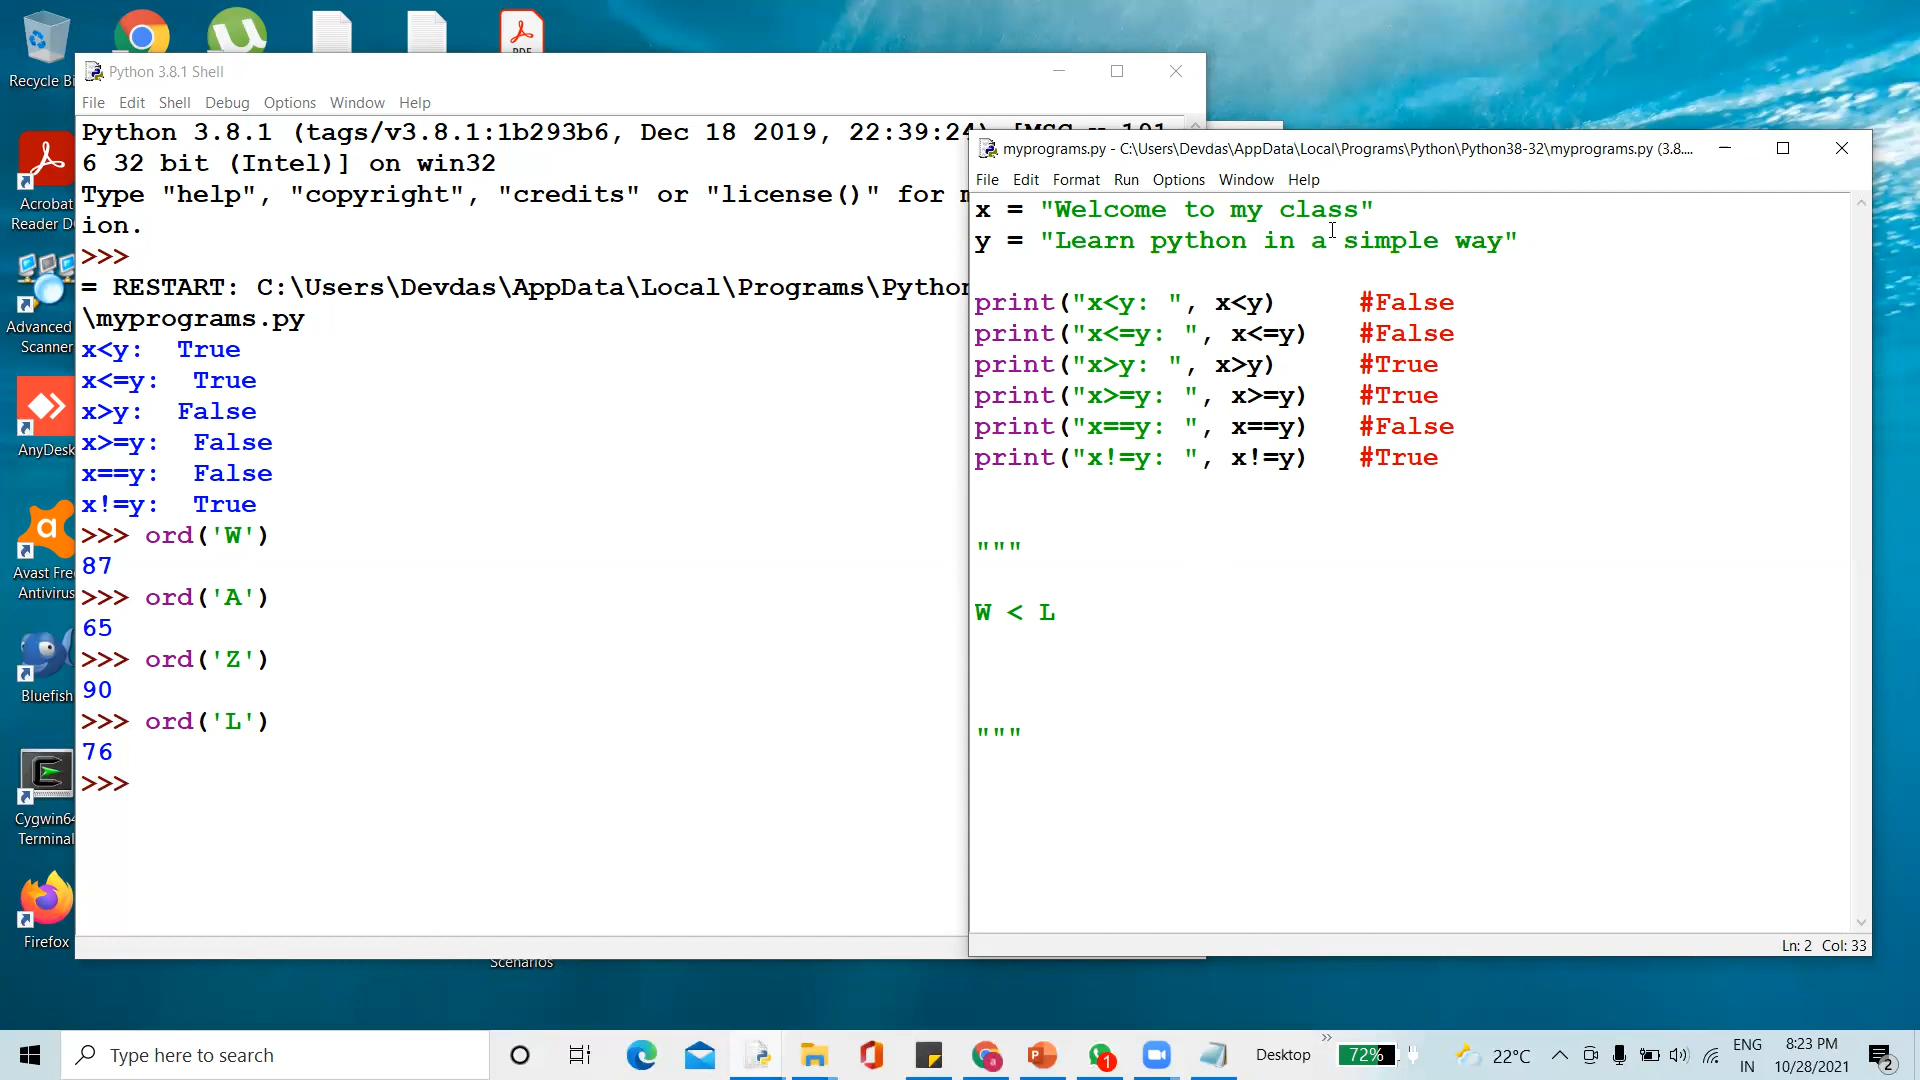 Recycle Bi
PDF
Acrobat
Reader D
Advanced
Scanner
AnyDesk
Avast Fre
Antivirus
Bluefish
Cygwin64
Terminal
Firefox
Scenarios
Python 3.8.1 Shell
File Edit Shell Debug Options Window Help
Python 3.8.1 (tags/v3.8.1:1b293b6, Dec 18 2019, 22:39:24) [MSC v.191
6 32 bit (Intel)] on win32
Type "help", "copyright", "credits" or "license()" for m
ion.
>>>
= RESTART: C:\Users\Devdas\AppData\Local\Programs\Python
\myprograms.py
x<y:  True
x<=y:  True
x>y:  False
x>=y:  False
x==y:  False
x!=y:  True
>>> ord('W')
87
>>> ord('A')
65
>>> ord('Z')
90
>>> ord('L')
76
>>>
myprograms.py - C:\Users\Devdas\AppData\Local\Programs\Python\Python38-32\myprograms.py (3.8....
File Edit Format Run Options Window Help
x = "Welcome to my class"
y = "Learn python in a simple way"
print("x<y: ", x<y) #False
print("x<=y: ", x<=y) #False
print("x>y: ", x>y) #True
print("x>=y: ", x>=y) #True
print("x==y: ", x==y) #False
print("x!=y: ", x!=y) #True
"""
W < L
"""
Ln: 2 Col: 33
Type here to search
1
Desktop
72%
22°C
ENG
IN
8:23 PM
10/28/2021
2